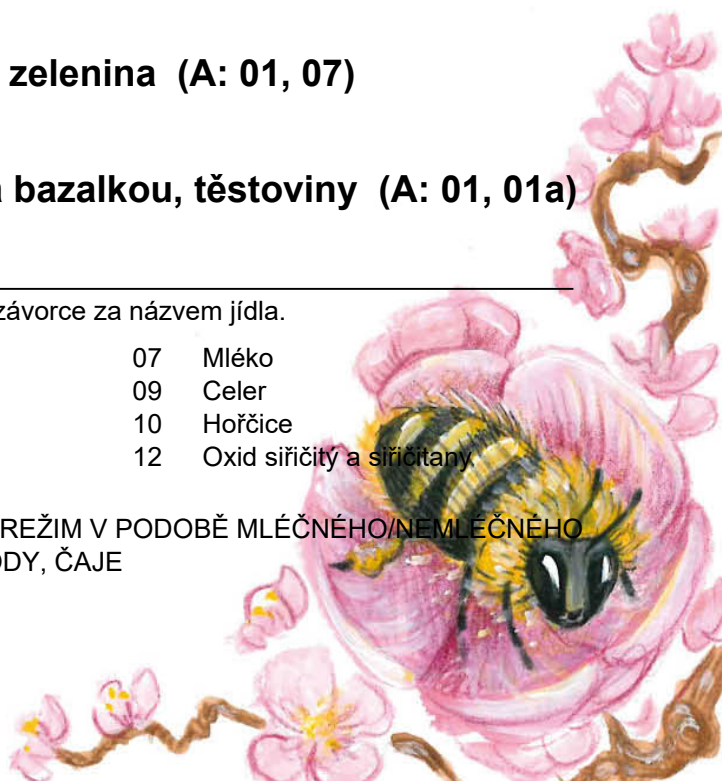 zelenina (A: 01, 07)
bazalkou, těstoviny (A: 01, 01a)
závorce za názvem jídla.
07 Mléko
09 Celer
10 Hořčice
12 Oxid siřičitý a siřičitany
REŽIM V PODOBĚ MLÉČNÉHO/NEMLÉČNÉHO
ODY, ČAJE